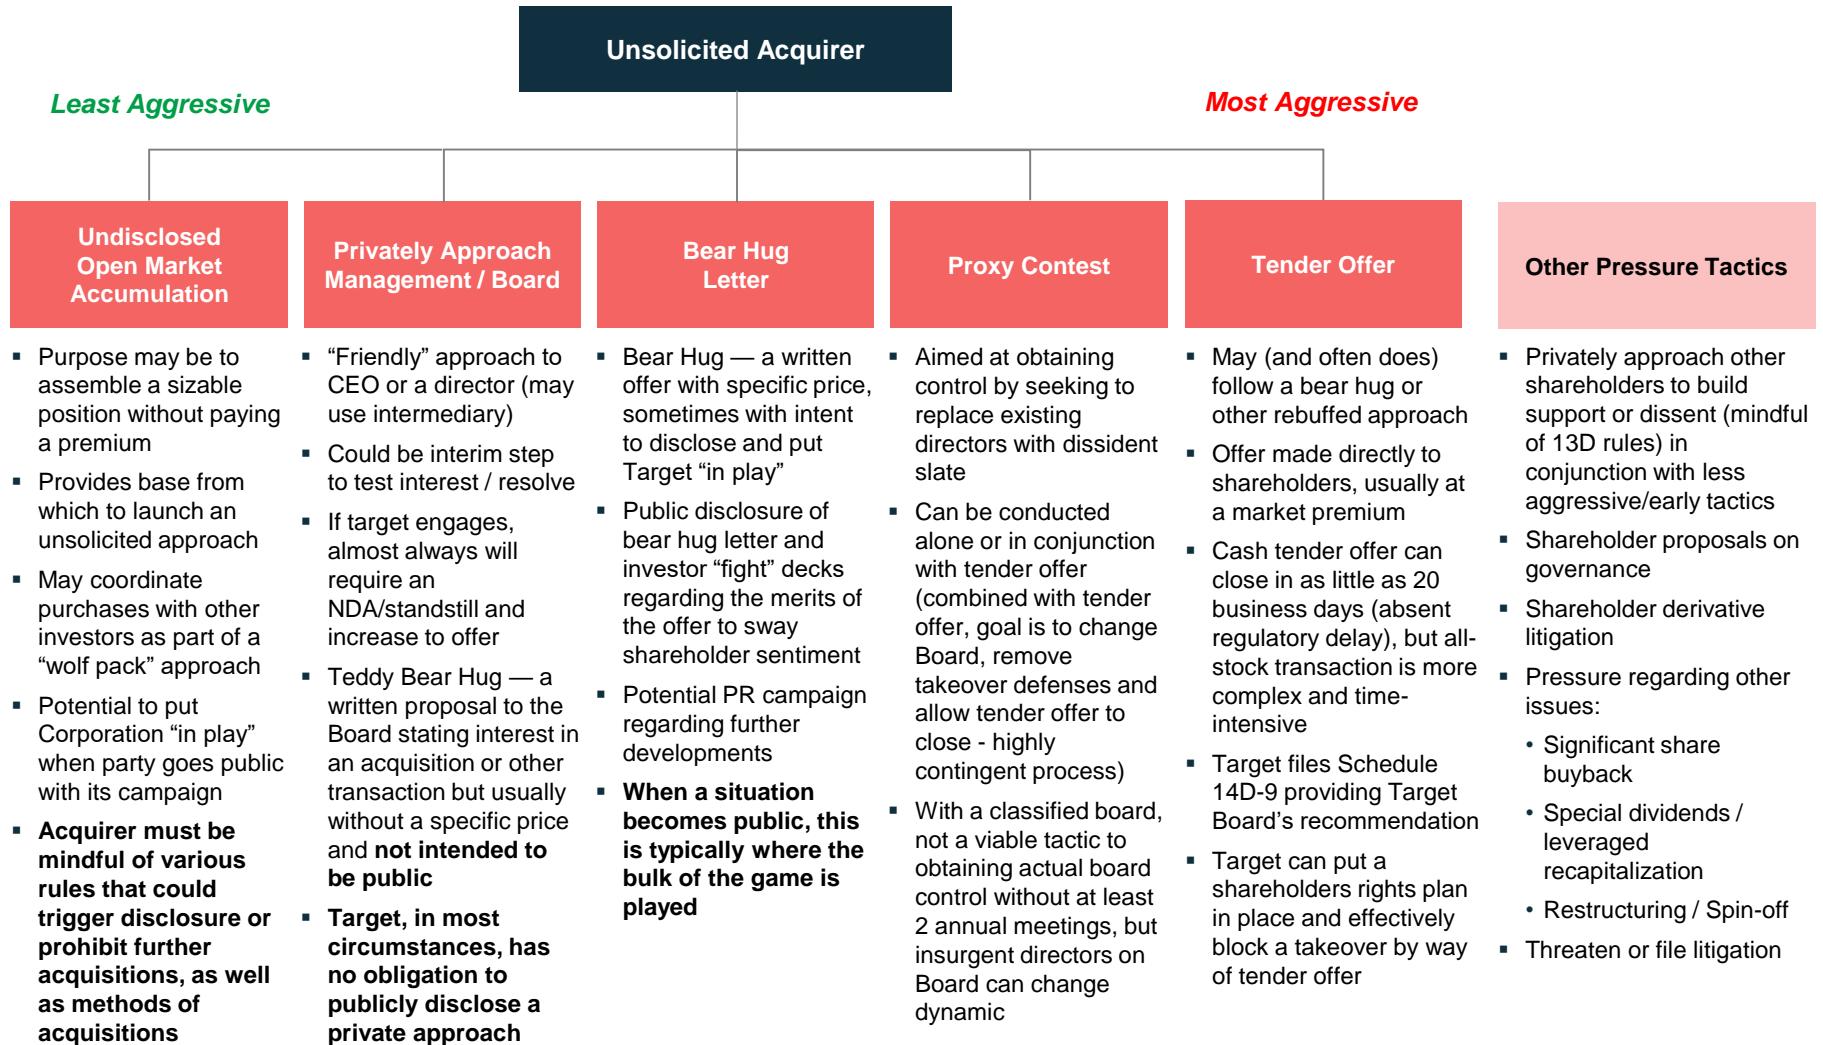 Unsolicited Acquirer
Least Aggressive
Most Aggressive
Undisclosed
Open Market
Accumulation
▪ Purpose may be to
assemble a sizable
position without paying
a premium
▪ Provides base from
which to launch an
unsolicited approach
▪ May coordinate
purchases with other
investors as part of a
“wolf pack” approach
▪ Potential to put
Corporation “in play”
when party goes public
with its campaign
▪ Acquirer must be
mindful of various
rules that could
trigger disclosure or
prohibit further
acquisitions, as well
as methods of
acquisitions
Privately Approach
Management / Board
▪ “Friendly” approach to
CEO or a director (may
use intermediary)
▪ Could be interim step
to test interest / resolve
▪ If target engages,
almost always will
require an
NDA/standstill and
increase to offer
▪ Teddy Bear Hug — a
written proposal to the
Board stating interest in
an acquisition or other
transaction but usually
without a specific price
and not intended to
be public
▪ Target, in most
circumstances, has
no obligation to
publicly disclose a
private approach
Bear Hug
Letter
▪ Bear Hug — a written
offer with specific price,
sometimes with intent
to disclose and put
Target “in play”
▪ Public disclosure of
bear hug letter and
investor “fight” decks
regarding the merits of
the offer to sway
shareholder sentiment
▪ Potential PR campaign
regarding further
developments
▪ When a situation
becomes public, this
is typically where the
bulk of the game is
played
Proxy Contest
▪ Aimed at obtaining
control by seeking to
replace existing
directors with dissident
slate
▪ Can be conducted
alone or in conjunction
with tender offer
(combined with tender
offer, goal is to change
Board, remove
takeover defenses and
allow tender offer to
close - highly
contingent process)
▪ With a classified board,
not a viable tactic to
obtaining actual board
control without at least
2 annual meetings, but
insurgent directors on
Board can change
dynamic
Tender Offer
▪ May (and often does)
follow a bear hug or
other rebuffed approach
▪ Offer made directly to
shareholders, usually at
a market premium
▪ Cash tender offer can
close in as little as 20
business days (absent
regulatory delay), but all-
stock transaction is more
complex and time-
intensive
▪ Target files Schedule
14D-9 providing Target
Board’s recommendation
▪ Target can put a
shareholders rights plan
in place and effectively
block a takeover by way
of tender offer
Other Pressure Tactics
▪ Privately approach other
shareholders to build
support or dissent (mindful
of 13D rules) in
conjunction with less
aggressive/early tactics
▪ Shareholder proposals on
governance
▪ Shareholder derivative
litigation
▪ Pressure regarding other
issues:
• Significant share
buyback
• Special dividends /
leveraged
recapitalization
• Restructuring / Spin-off
▪ Threaten or file litigation